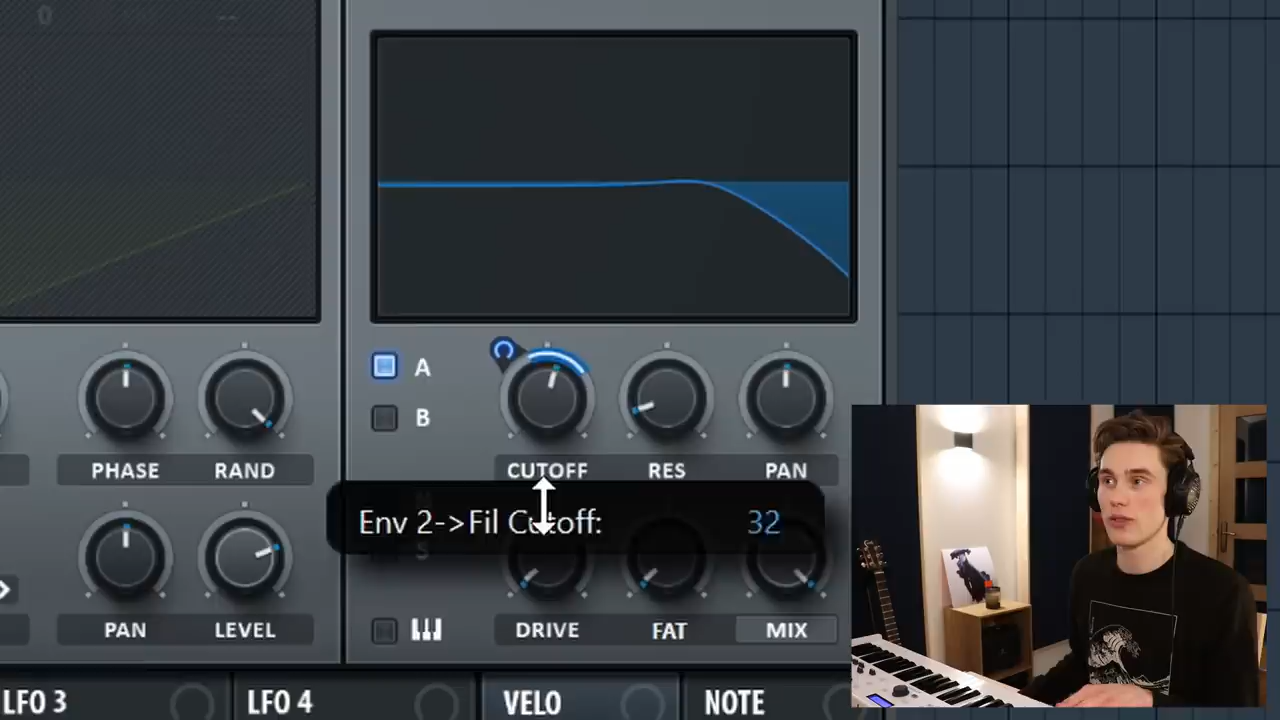 A
B
PHASE
RAND
CUTOFF
RES
PAN
Env 2->Fil Cutoff:
32
PAN
LEVEL
DRIVE
FAT
MIX
LFO 3
LFO 4
VELO
NOTE